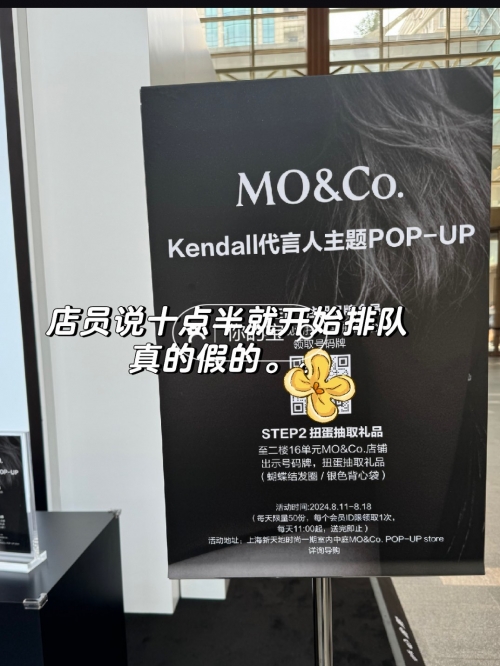 MO&Co.
Kendall代言人主题POP-UP
店员说十点半就开始排队
真的假的。
领取号码牌
STEP2 扭蛋抽取礼品
至二楼16单元MO&Co.店铺
出示号码牌，扭蛋抽取礼品
（蝴蝶结发圈 / 银色背心袋）
活动时间:2024.8.11-8.18
（每天限量50份，每个会员ID限领取1次，
每天11:00起，送完即止）
活动地址：上海新天地时尚一期室内中庭MO&Co. POP-UP store
详询导购
POP-UP